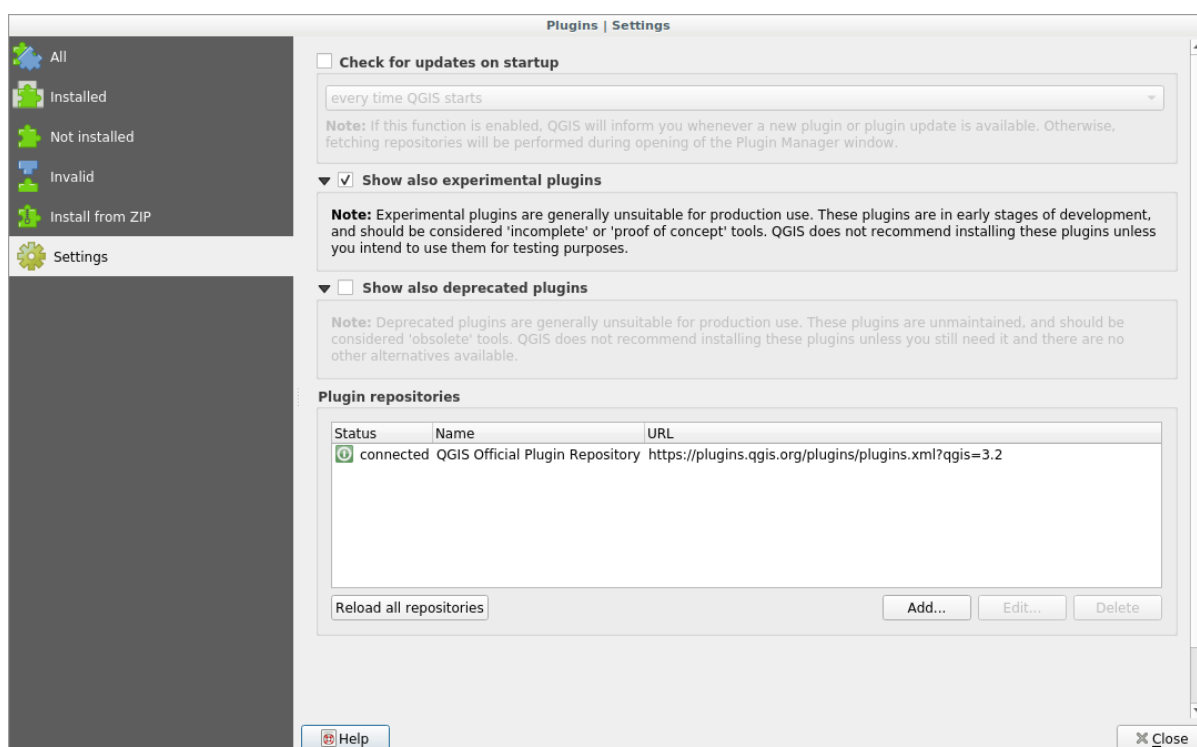 Plugins | Settings
All
Installed
Not installed
Invalid
Install from ZIP
Settings
Check for updates on startup
every time QGIS starts
Note: If this function is enabled, QGIS will inform you whenever a new plugin or plugin update is available. Otherwise,
fetching repositories will be performed during opening of the Plugin Manager window.
Show also experimental plugins
Note: Experimental plugins are generally unsuitable for production use. These plugins are in early stages of development,
and should be considered 'incomplete' or 'proof of concept' tools. QGIS does not recommend installing these plugins unless
you intend to use them for testing purposes.
Show also deprecated plugins
Note: Deprecated plugins are generally unsuitable for production use. These plugins are unmaintained, and should be
considered 'obsolete' tools. QGIS does not recommend installing these plugins unless you still need it and there are no
other alternatives available.
Plugin repositories
Status Name URL
connected QGIS Official Plugin Repository https://plugins.qgis.org/plugins/plugins.xml?qgis=3.2
Reload all repositories Add... Edit... Delete
Help Close